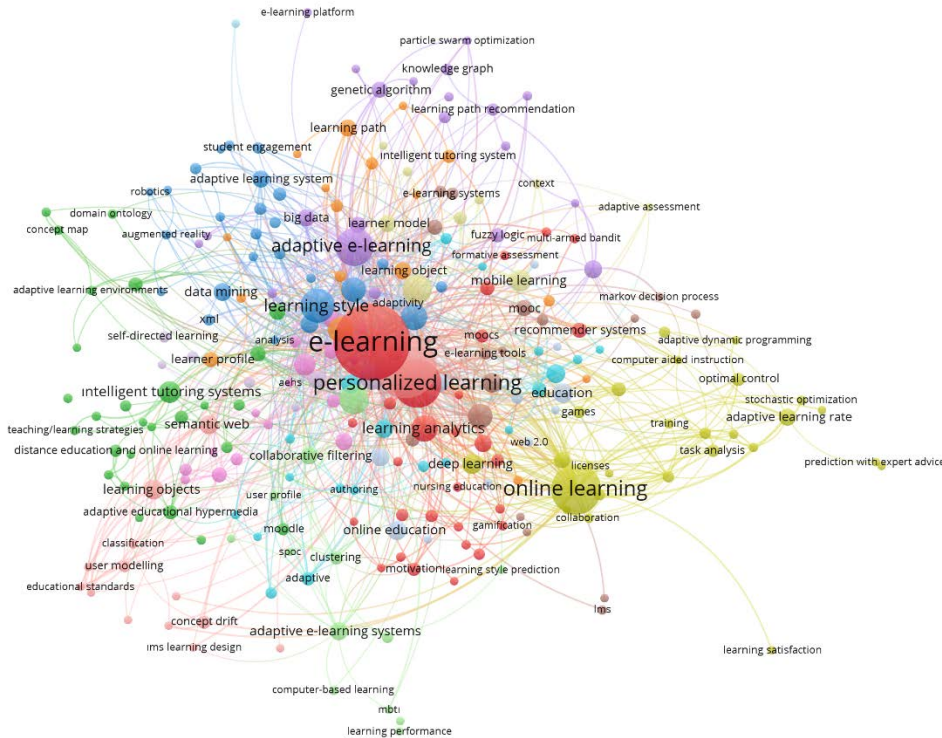 e-learning platform
particle swarm optimization
knowledge graph
genetic algorithm
learning path recommendation
learning path
student engagement
intelligent tutoring system
adaptive learning system
context
robotics
e-learning systems
adaptive assessment
domain ontology
big data
learner model
concept map
augmented reality
fuzzy logic
multi-armed bandit
adaptive e-learning
formative assessment
learning object
mobile learning
adaptive learning environments
data mining
markov decision process
learning style
adaptivity
mooc
xml
moocs
recommender systems
self-directed learning
e-learning
adaptive dynamic programming
analysis
e-learning tools
learner profile
computer aided instruction
aehs
personalized learning
optimal control
intelligent tutoring systems
education
stochastic optimization
games
adaptive learning rate
semantic web
training
teaching/learning strategies
learning analytics
web 2.0
distance education and online learning
task analysis
collaborative filtering
deep learning
licenses
prediction with expert advice
learning objects
user profile
authoring
nursing education
online learning
adaptive educational hypermedia
collaboration
moodle
online education
gamification
classification
spoc
clustering
user modelling
motivation
learning style prediction
educational standards
adaptive
lms
concept drift
adaptive e-learning systems
ims learning design
learning satisfaction
computer-based learning
mbti
learning performance